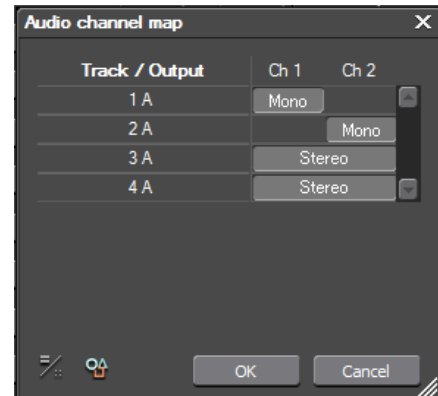 Audio channel map X
Track / Output Ch 1 Ch 2
1 A Mono
2 A Mono
3 A Stereo
4 A Stereo
OK Cancel